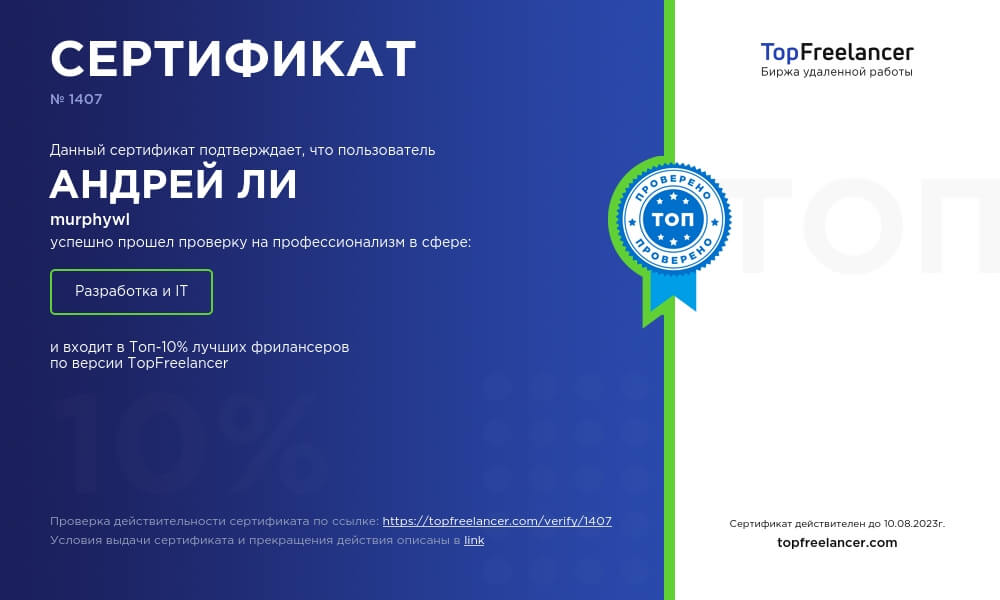 СЕРТИФИКАТ
№ 1407
Данный сертификат подтверждает, что пользователь
АНДРЕЙ ЛИ
murphywl
успешно прошел проверку на профессионализм в сфере:
Разработка и IT
и входит в Топ-10% лучших фрилансеров
по версии TopFreelancer
10%
Проверка действительности сертификата по ссылке: https://topfreelancer.com/verify/1407
Условия выдачи сертификата и прекращения действия описаны в link
ПРОВЕРЕНО
ТОП
ПРОВЕРЕНО
TopFreelancer
Биржа удаленной работы
ТОП
Сертификат действителен до 10.08.2023г.
topfreelancer.com